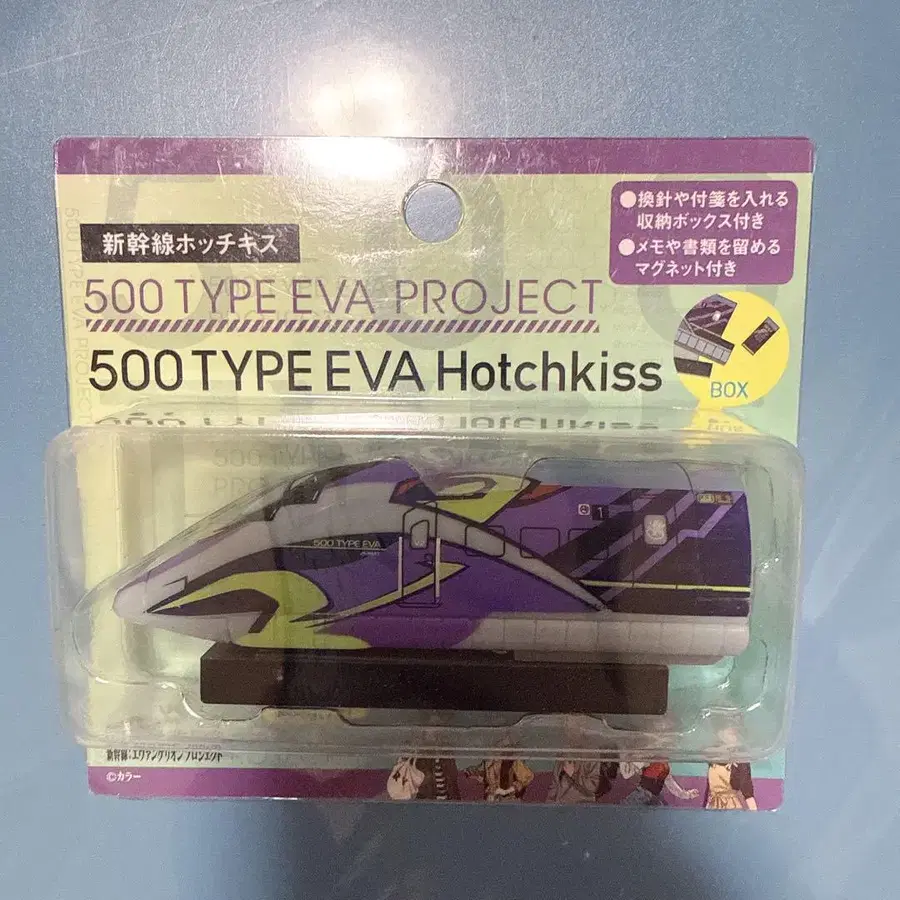 新幹線ホッチキス
500 TYPE EVA PROJECT
500 TYPE EVA Hotchkiss
●換針や付箋を入れる
収納ボックス付き
●メモや書類を留める
マグネット付き
BOX
500 TYPE EVA
1
新幹線:エヴァンゲリオン プロジェクト
©カラー